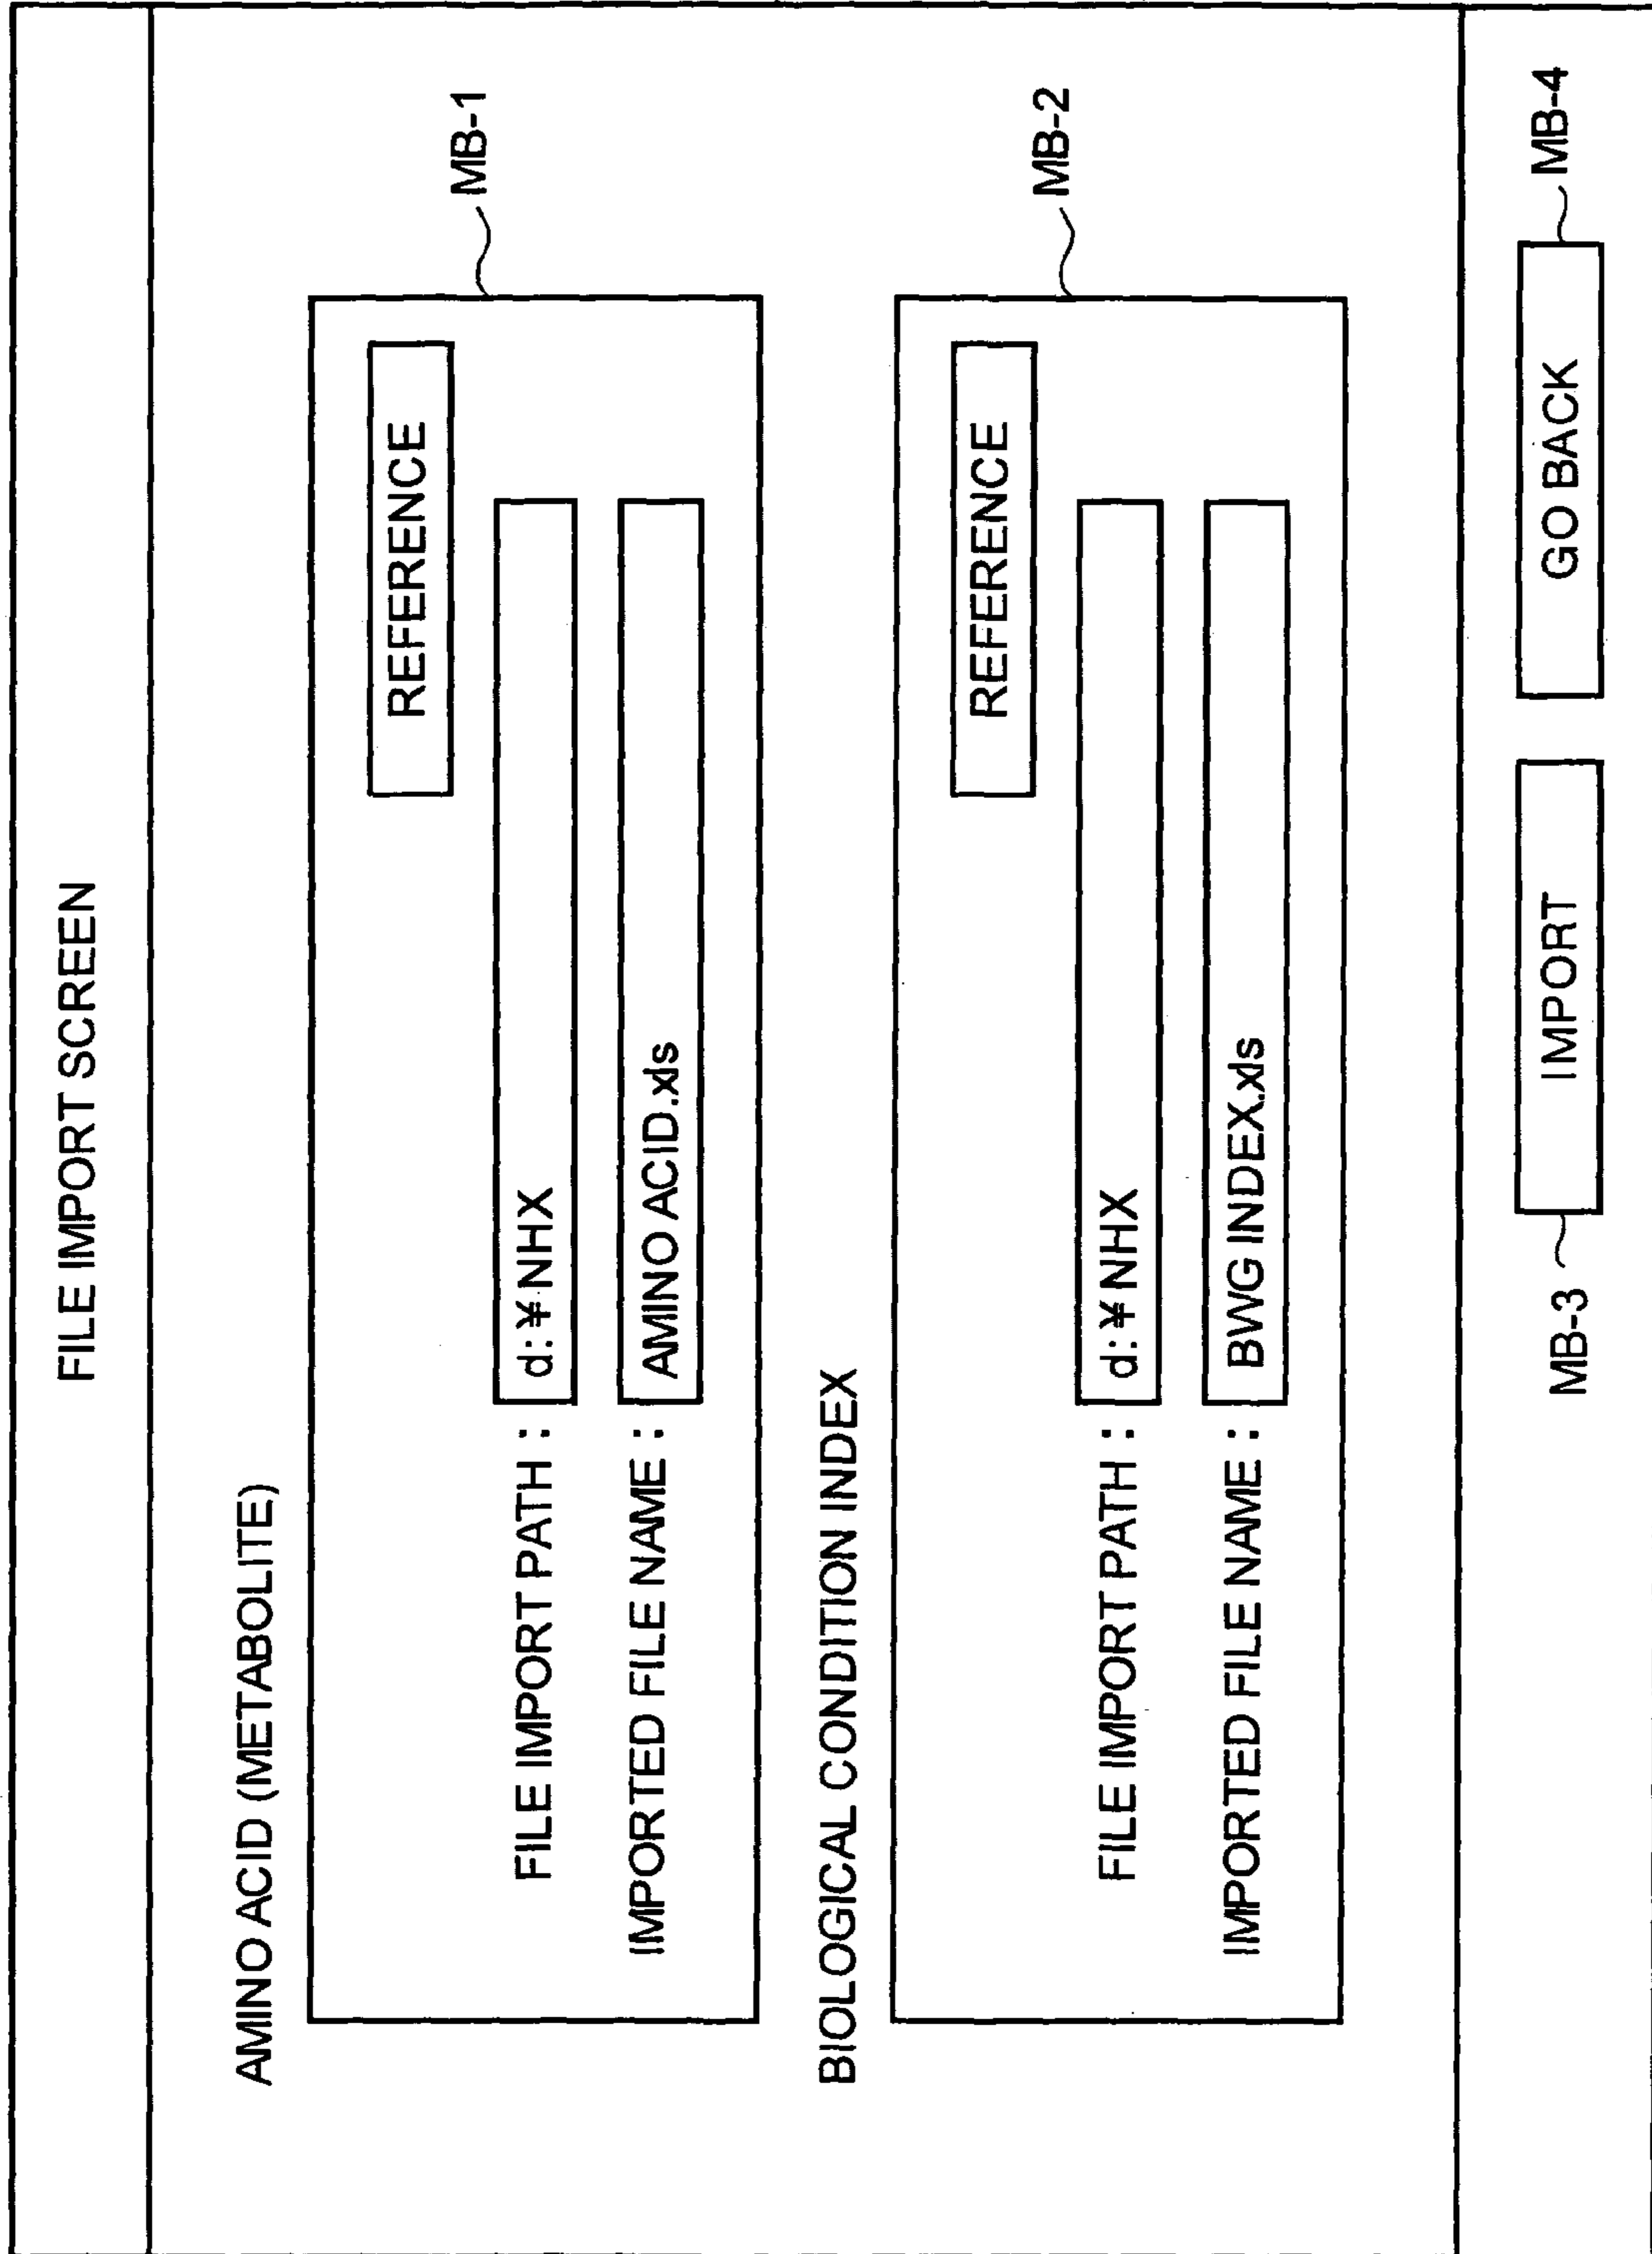 FILE IMPORT SCREEN
AMINO ACID (METABOLITE)
MB-1
REFERENCE
FILE IMPORT PATH : d:¥NHX
IMPORTED FILE NAME : AMINO ACID.xls
BIOLOGICAL CONDITION INDEX
MB-2
REFERENCE
FILE IMPORT PATH : d:¥NHX
IMPORTED FILE NAME : BWG INDEX.xls
MB-3 IMPORT GO BACK MB-4